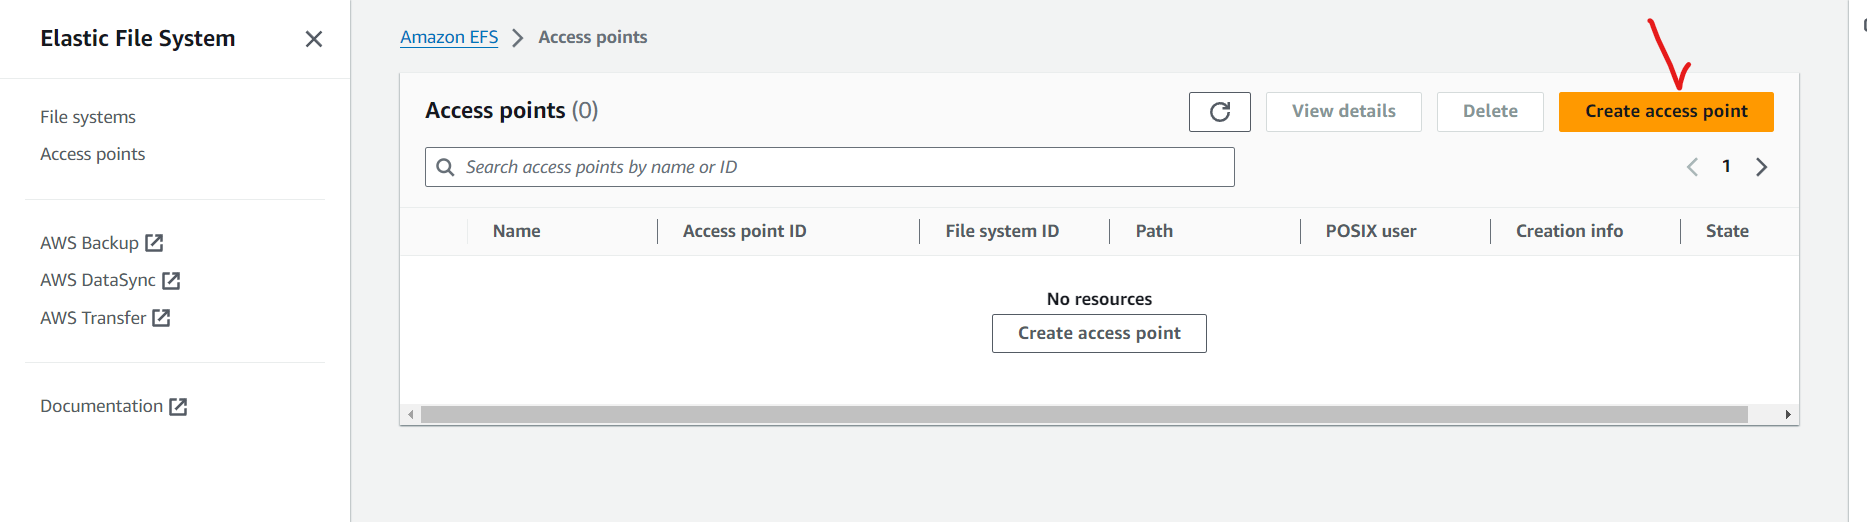 Elastic File System
File systems
Access points
AWS Backup
AWS DataSync
AWS Transfer
Documentation
Amazon EFS > Access points
Access points (0)
View details
Delete
Create access point
Search access points by name or ID
1
Name
Access point ID
File system ID
Path
POSIX user
Creation info
State
No resources
Create access point